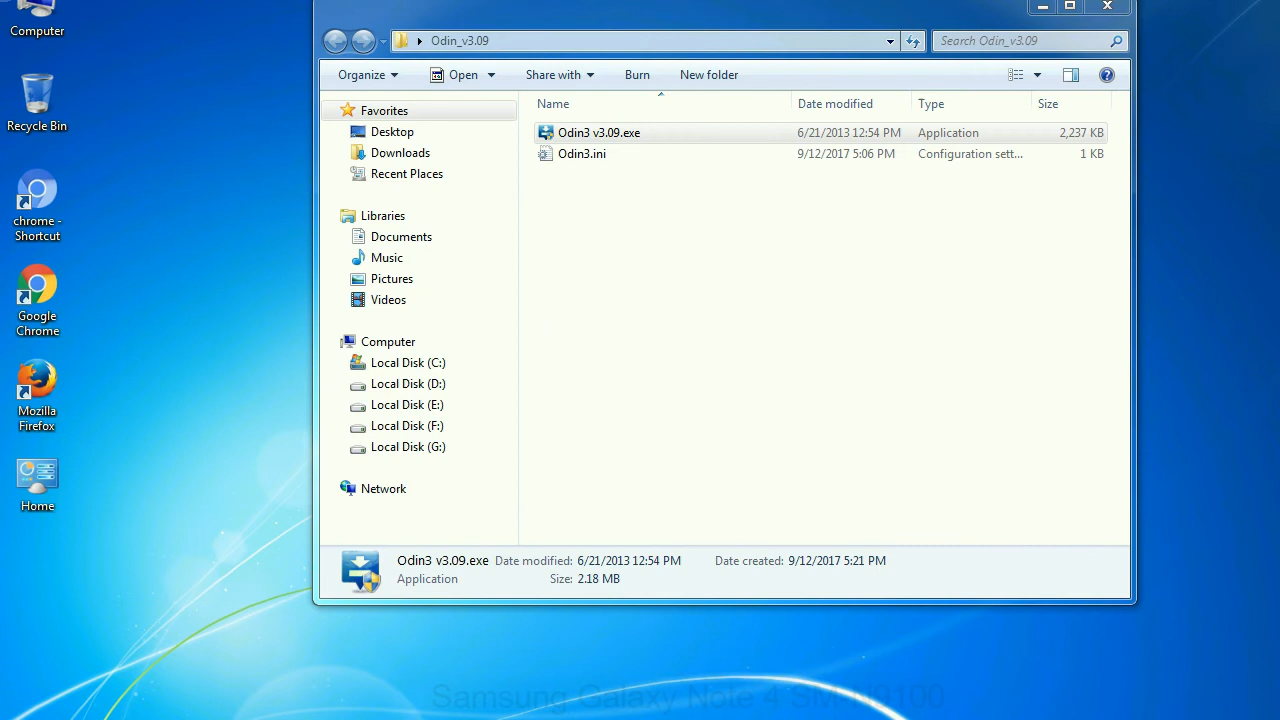 Computer
Recycle Bin
chrome -
Shortcut
Google
Chrome
Mozilla
Firefox
Home
Odin_v3.09
Search Odin_v3.09
Organize
Open
Share with
Burn
New folder
Favorites
Desktop
Downloads
Recent Places
Libraries
Documents
Music
Pictures
Videos
Computer
Local Disk (C:)
Local Disk (D:)
Local Disk (E:)
Local Disk (F:)
Local Disk (G:)
Network
Name Date modified Type Size
Odin3 v3.09.exe 6/21/2013 12:54 PM Application 2,237 KB
Odin3.ini 9/12/2017 5:06 PM Configuration sett... 1 KB
Odin3 v3.09.exe Date modified: 6/21/2013 12:54 PM Date created: 9/12/2017 5:21 PM
Application Size: 2.18 MB
Samsung Galaxy Note 4 SM-N9100